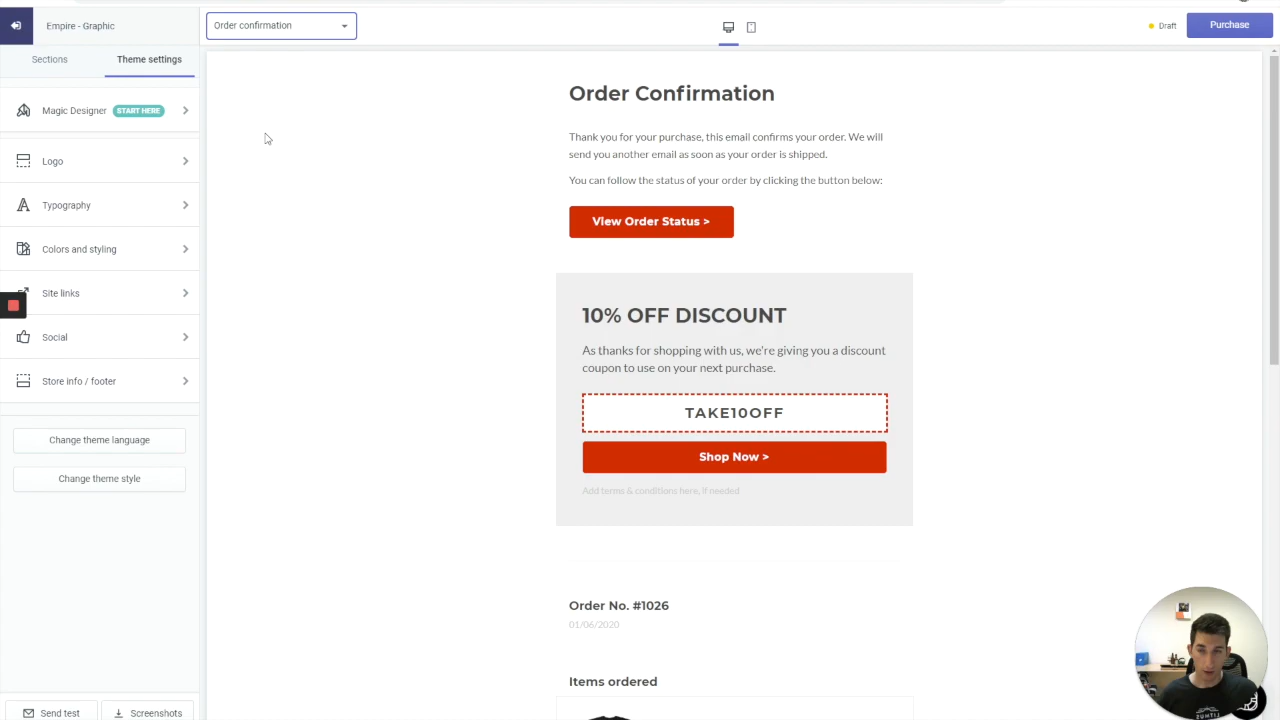 Empire - Graphic
Order confirmation
Draft
Purchase
Sections
Theme settings
Magic Designer
START HERE
Logo
Typography
Colors and styling
Site links
Social
Store info / footer
Change theme language
Change theme style
Send test
Screenshots
Order Confirmation
Thank you for your purchase, this email confirms your order. We will
send you another email as soon as your order is shipped.
You can follow the status of your order by clicking the button below:
View Order Status >
10% OFF DISCOUNT
As thanks for shopping with us, we're giving you a discount
coupon to use on your next purchase.
TAKE10OFF
Shop Now >
Add terms & conditions here, if needed
Order No. #1026
01/06/2020
Items ordered